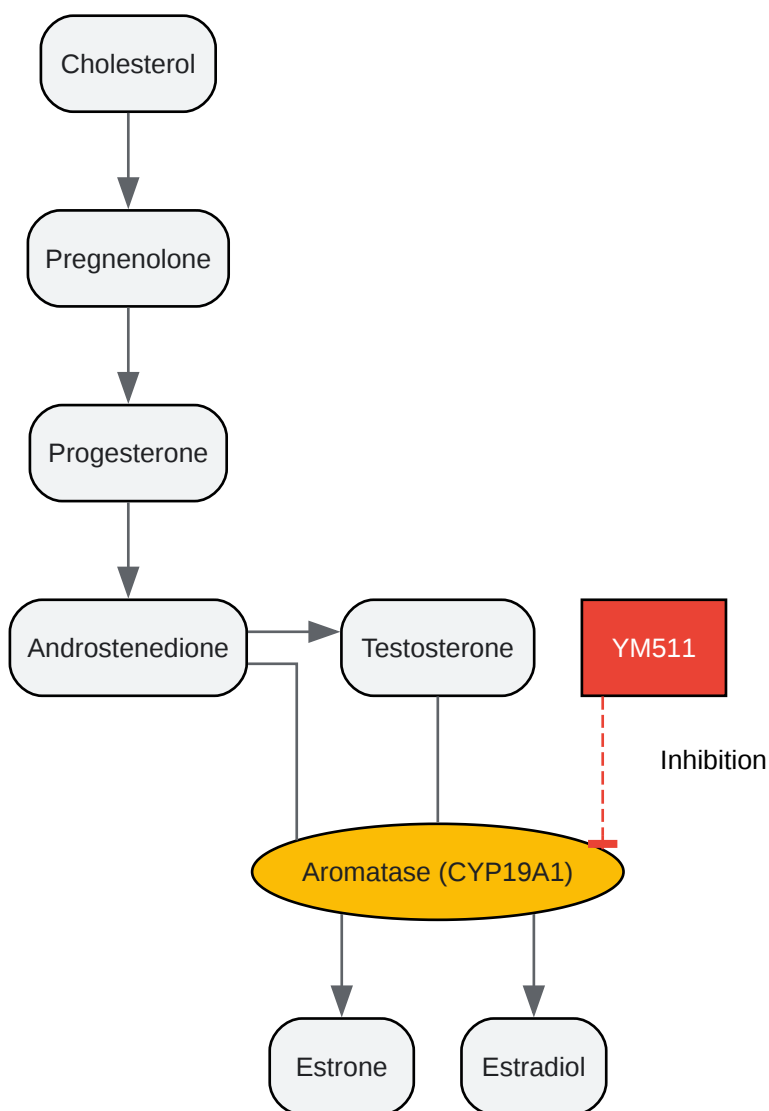 Cholesterol
Pregnenolone
Progesterone
Androstenedione
Testosterone
YM511
Inhibition
Aromatase (CYP19A1)
Estrone
Estradiol